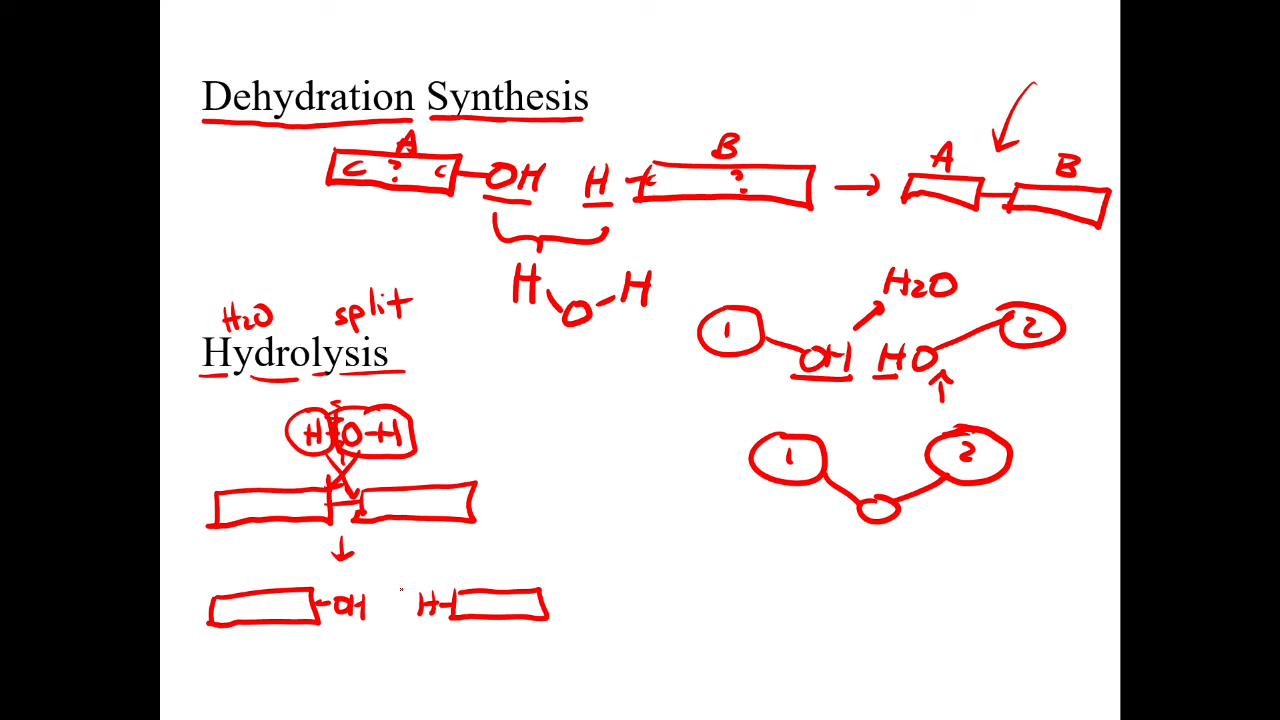 Dehydration Synthesis
A B A B
C ? C OH H C ?
H O H
H2O
1 OH HO 2
H2O split
Hydrolysis
H O-H
1 2
O
OH H